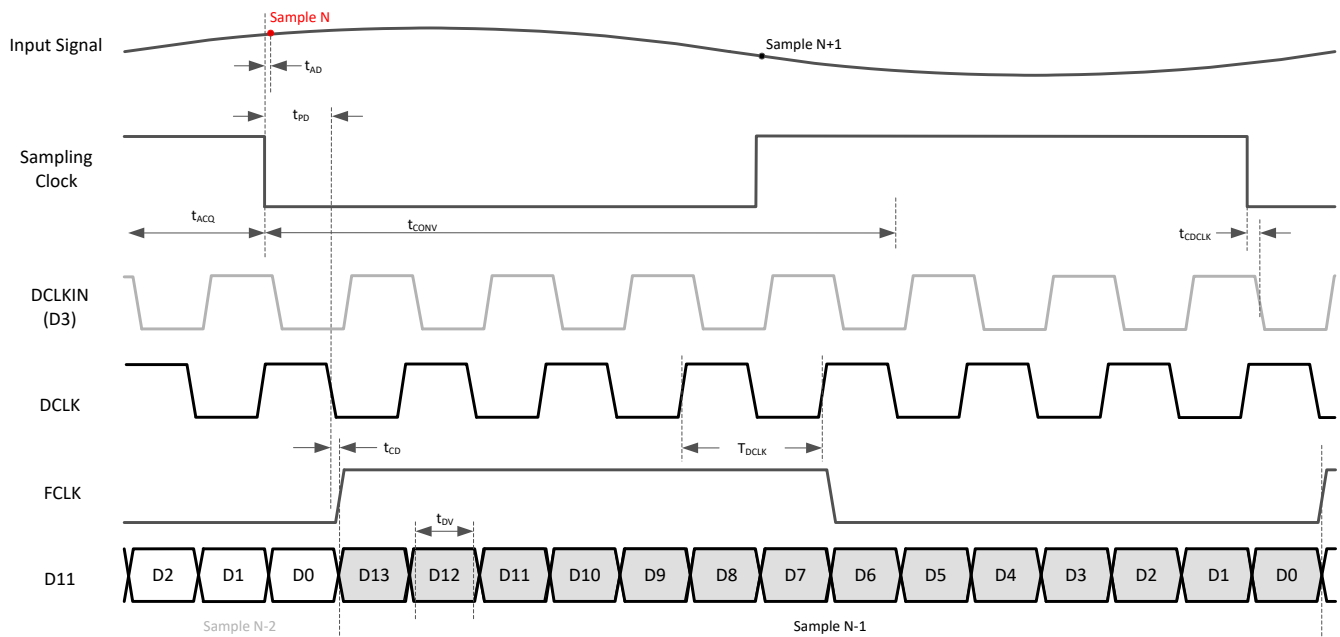 Sample N
Input Signal
Sample N+1
tAD
tPD
Sampling
Clock
tACQ
tCONV
tCDCLK
DCLKIN
(D3)
DCLK
tCD
TDCLK
FCLK
tDV
D11
D2 D1 D0 D13 D12 D11 D10 D9 D8 D7 D6 D5 D4 D3 D2 D1 D0
Sample N-2
Sample N-1